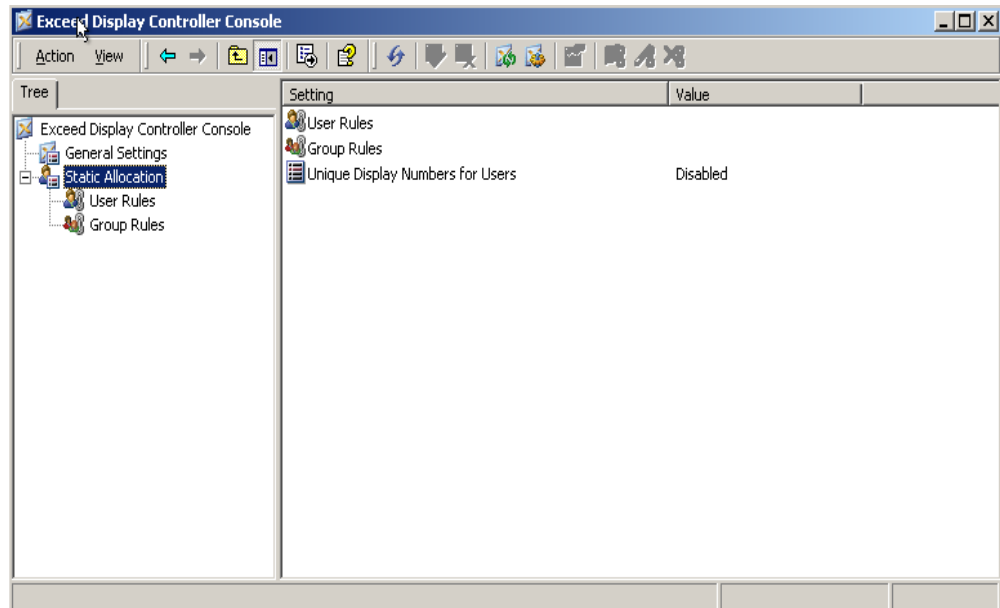 Exceed Display Controller Console
Action View
Tree
Setting Value
Exceed Display Controller Console
General Settings
Static Allocation
User Rules
Group Rules
User Rules
Group Rules
Unique Display Numbers for Users Disabled